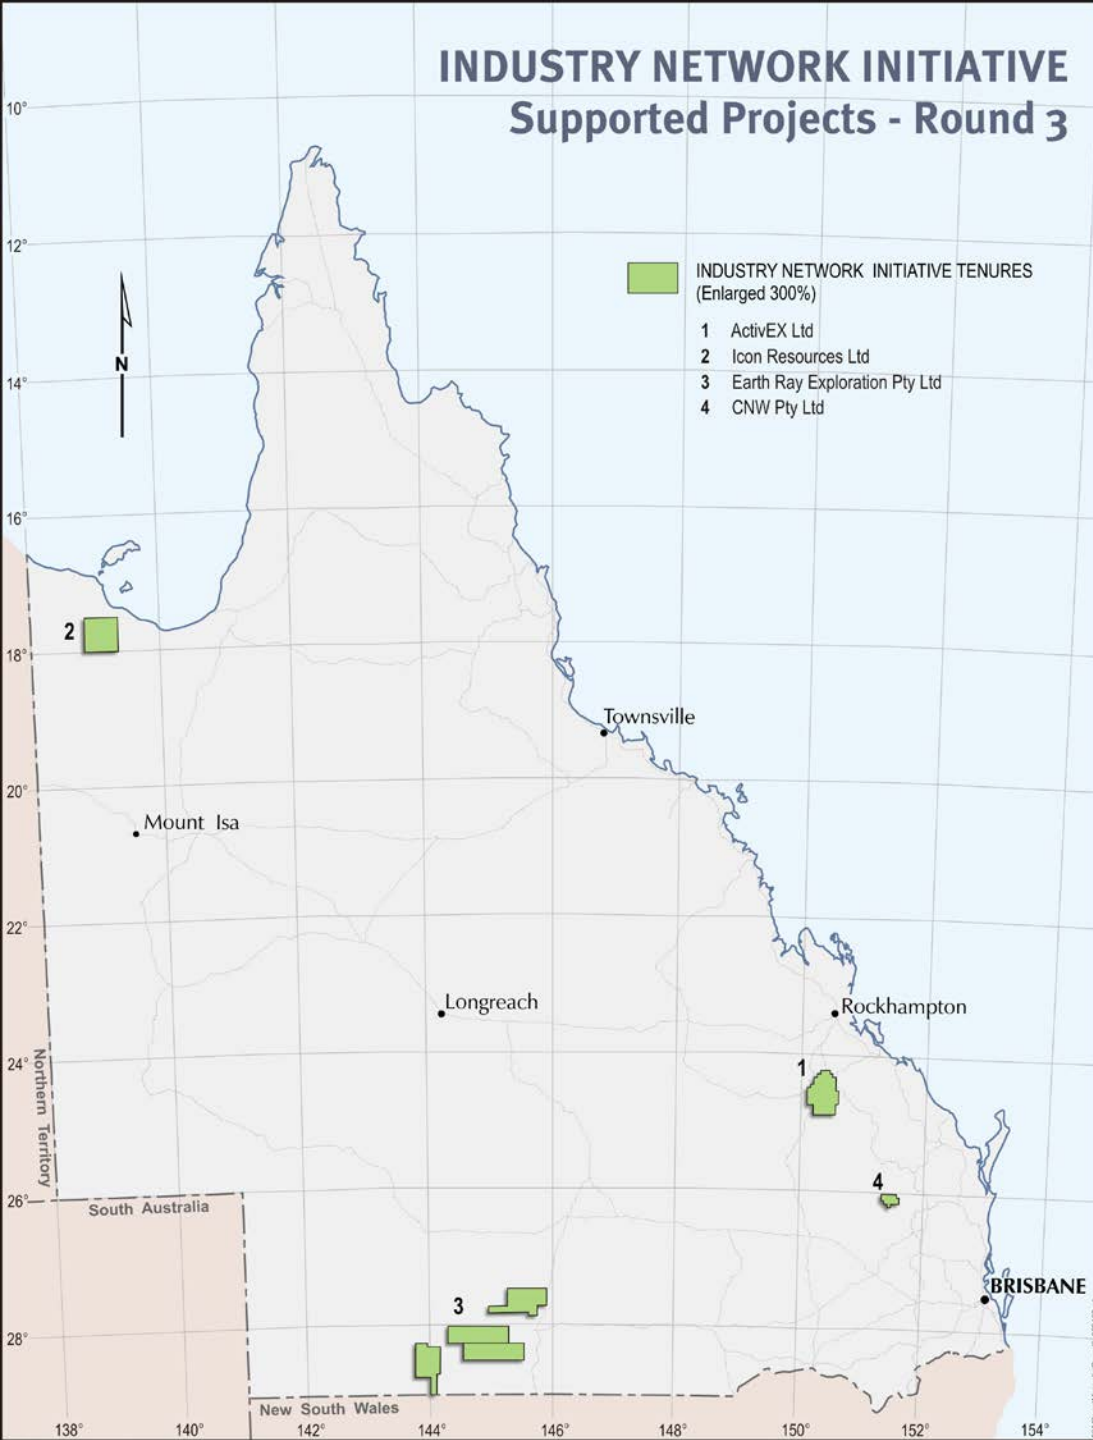 INDUSTRY NETWORK INITIATIVE
Supported Projects - Round 3
10°
12°
INDUSTRY NETWORK INITIATIVE TENURES
(Enlarged 300%)
1 ActivEX Ltd
2 Icon Resources Ltd
3 Earth Ray Exploration Pty Ltd
4 CNW Pty Ltd
N
14°
16°
2
18°
Townsville
20°
Mount Isa
22°
Longreach
Rockhampton
24°
1
Northern Territory
4
26°
South Australia
BRISBANE
3
28°
New South Wales
138°
140°
142°
144°
146°
148°
150°
152°
154°